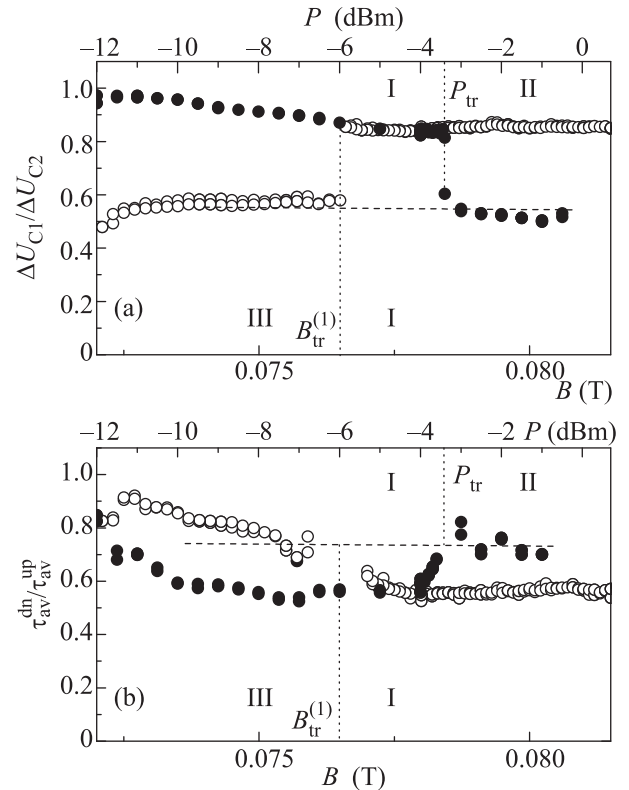 P (dBm)
−12 −10 −8 −6 −4 −2 0
I P_tr II
1.0
0.8
0.6
0.4
0.2
0
ΔU_C1/ΔU_C2
(a) III B_tr^(1) I
0.075 0.080
B (T)
−12 −10 −8 −6 −4 −2 P (dBm)
I P_tr II
1.0
0.8
0.6
0.4
0.2
0
τ_av^dn/τ_av^up
(b) III B_tr^(1) I
0.075 0.080
B (T)